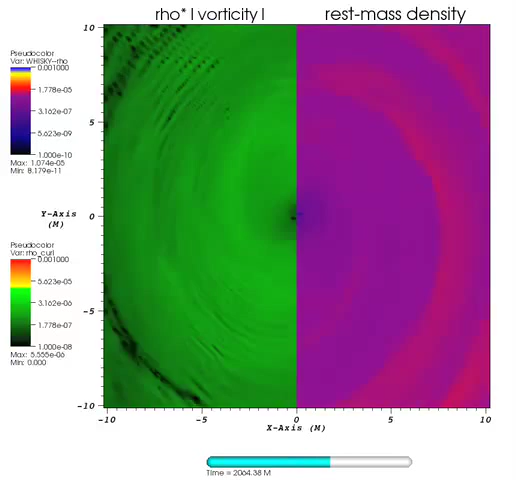 rho* | vorticity |
rest-mass density
Pseudocolor
Var: WHISKY-rho
0.001000
1.778e-05
3.162e-07
5.623e-09
1.000e-10
Max: 1.074e-05
Min: 8.179e-11
Pseudocolor
Var: rho_curl
0.001000
5.623e-05
3.162e-06
1.778e-07
1.000e-08
Max: 5.555e-06
Min: 0.000
Y-Axis
(M)
10
5
0
-5
-10
-10 -5 0 5 10
X-Axis (M)
Time = 2064.38 M